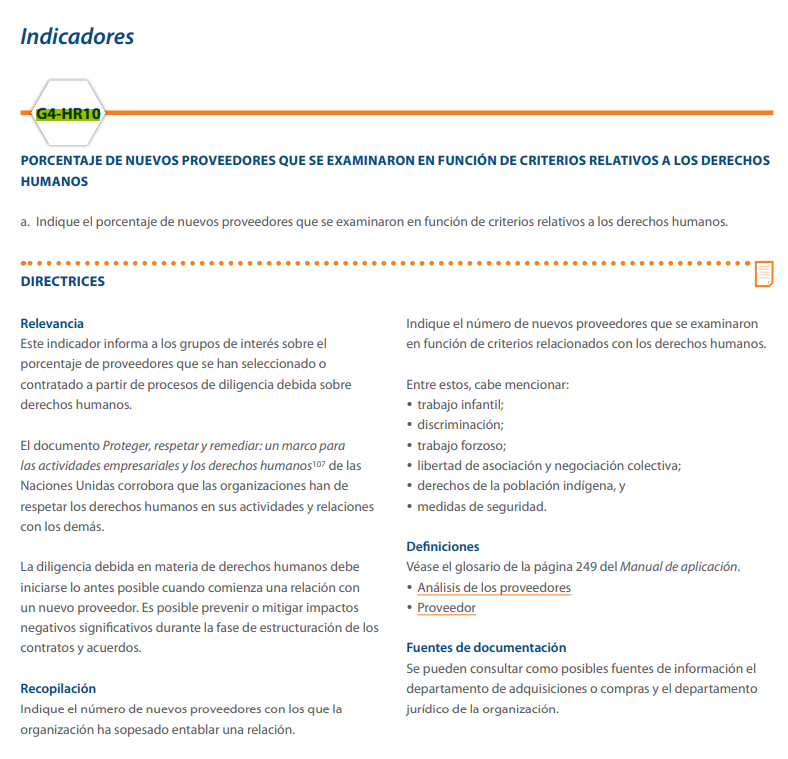 Indicadores
G4-HR10
PORCENTAJE DE NUEVOS PROVEEDORES QUE SE EXAMINARON EN FUNCIÓN DE CRITERIOS RELATIVOS A LOS DERECHOS
HUMANOS
a. Indique el porcentaje de nuevos proveedores que se examinaron en función de criterios relativos a los derechos humanos.
DIRECTRICES
Relevancia
Este indicador informa a los grupos de interés sobre el
porcentaje de proveedores que se han seleccionado o
contratado a partir de procesos de diligencia debida sobre
derechos humanos.
El documento Proteger, respetar y remediar: un marco para
las actividades empresariales y los derechos humanos107 de las
Naciones Unidas corrobora que las organizaciones han de
respetar los derechos humanos en sus actividades y relaciones
con los demás.
La diligencia debida en materia de derechos humanos debe
iniciarse lo antes posible cuando comienza una relación con
un nuevo proveedor. Es posible prevenir o mitigar impactos
negativos significativos durante la fase de estructuración de los
contratos y acuerdos.
Recopilación
Indique el número de nuevos proveedores con los que la
organización ha sopesado entablar una relación.
Indique el número de nuevos proveedores que se examinaron
en función de criterios relacionados con los derechos humanos.
Entre estos, cabe mencionar:
• trabajo infantil;
• discriminación;
• trabajo forzoso;
• libertad de asociación y negociación colectiva;
• derechos de la población indígena, y
• medidas de seguridad.
Definiciones
Véase el glosario de la página 249 del Manual de aplicación.
• Análisis de los proveedores
• Proveedor
Fuentes de documentación
Se pueden consultar como posibles fuentes de información el
departamento de adquisiciones o compras y el departamento
jurídico de la organización.